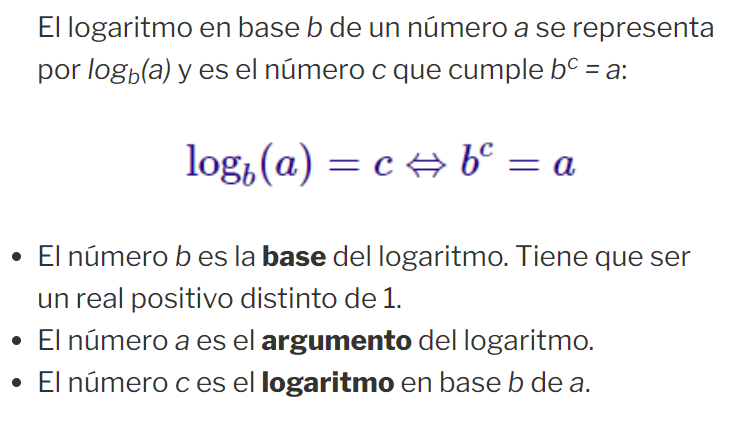 El logaritmo en base b de un número a se representa
por log_b(a) y es el número c que cumple b^c = a:
log_b(a) = c ⇔ b^c = a
• El número b es la base del logaritmo. Tiene que ser
un real positivo distinto de 1.
• El número a es el argumento del logaritmo.
• El número c es el logaritmo en base b de a.